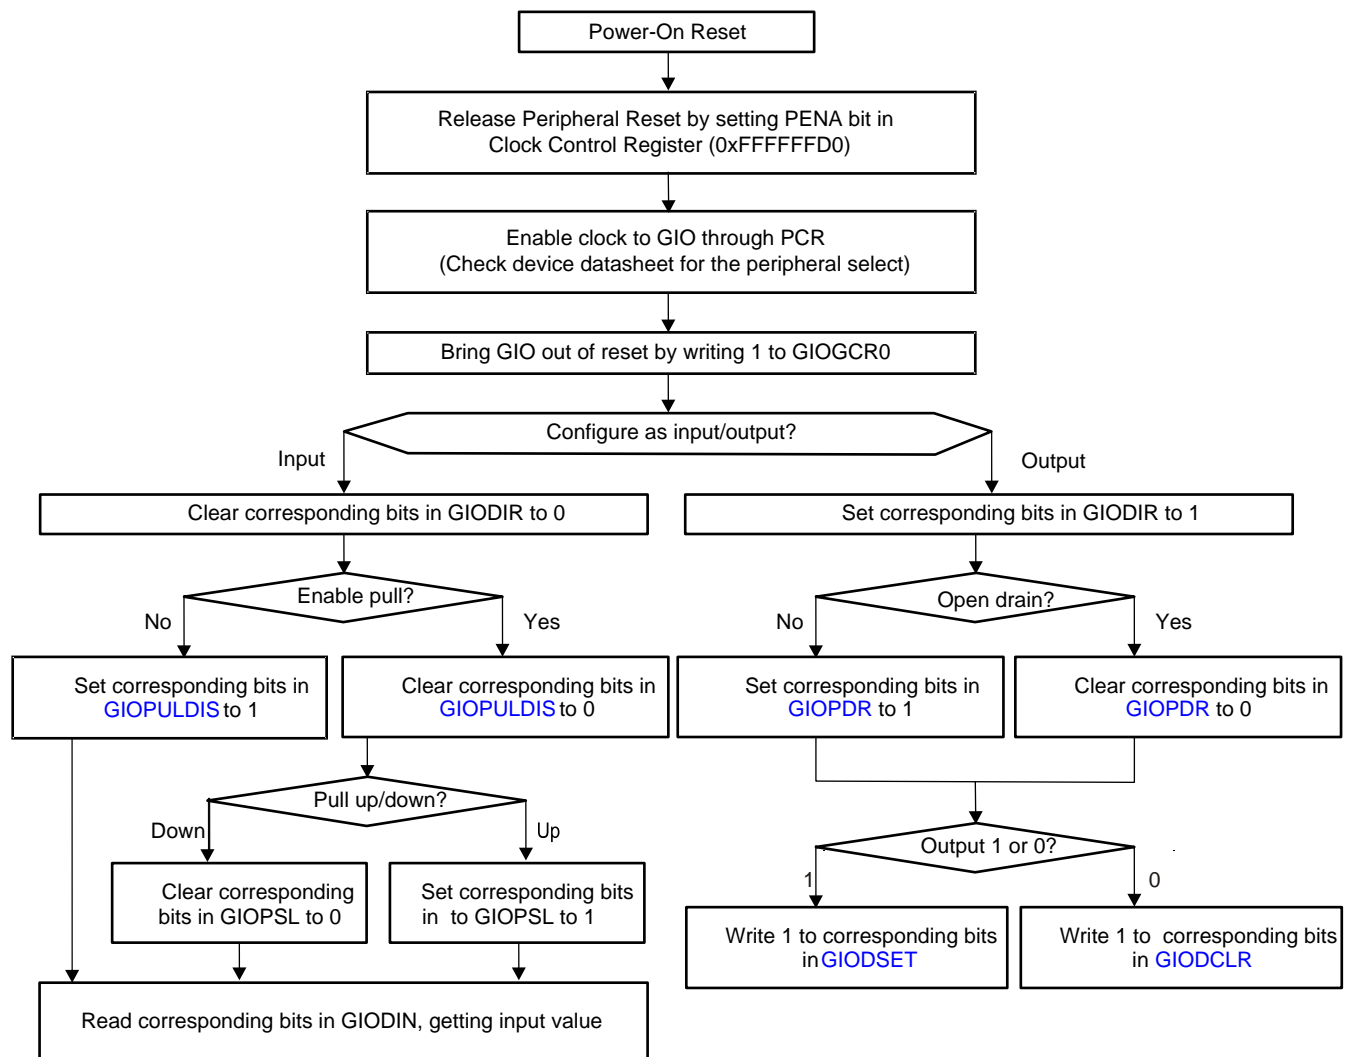 Power-On Reset
Release Peripheral Reset by setting PENA bit in
Clock Control Register (0xFFFFFFD0)
Enable clock to GIO through PCR
(Check device datasheet for the peripheral select)
Bring GIO out of reset by writing 1 to GIOGCR0
Configure as input/output?
Input
Output
Clear corresponding bits in GIODIR to 0
Set corresponding bits in GIODIR to 1
Enable pull?
Open drain?
No
Yes
No
Yes
Set corresponding bits in
GIOPULDIS to 1
Clear corresponding bits in
GIOPULDIS to 0
Set corresponding bits in
GIOPDR to 1
Clear corresponding bits in
GIOPDR to 0
Pull up/down?
Down
Up
Output 1 or 0?
1
0
Clear corresponding
bits in GIOPSL to 0
Set corresponding bits
in to GIOPSL to 1
Write 1 to corresponding bits
in GIODSET
Write 1 to corresponding bits
in GIODCLR
Read corresponding bits in GIODIN, getting input value